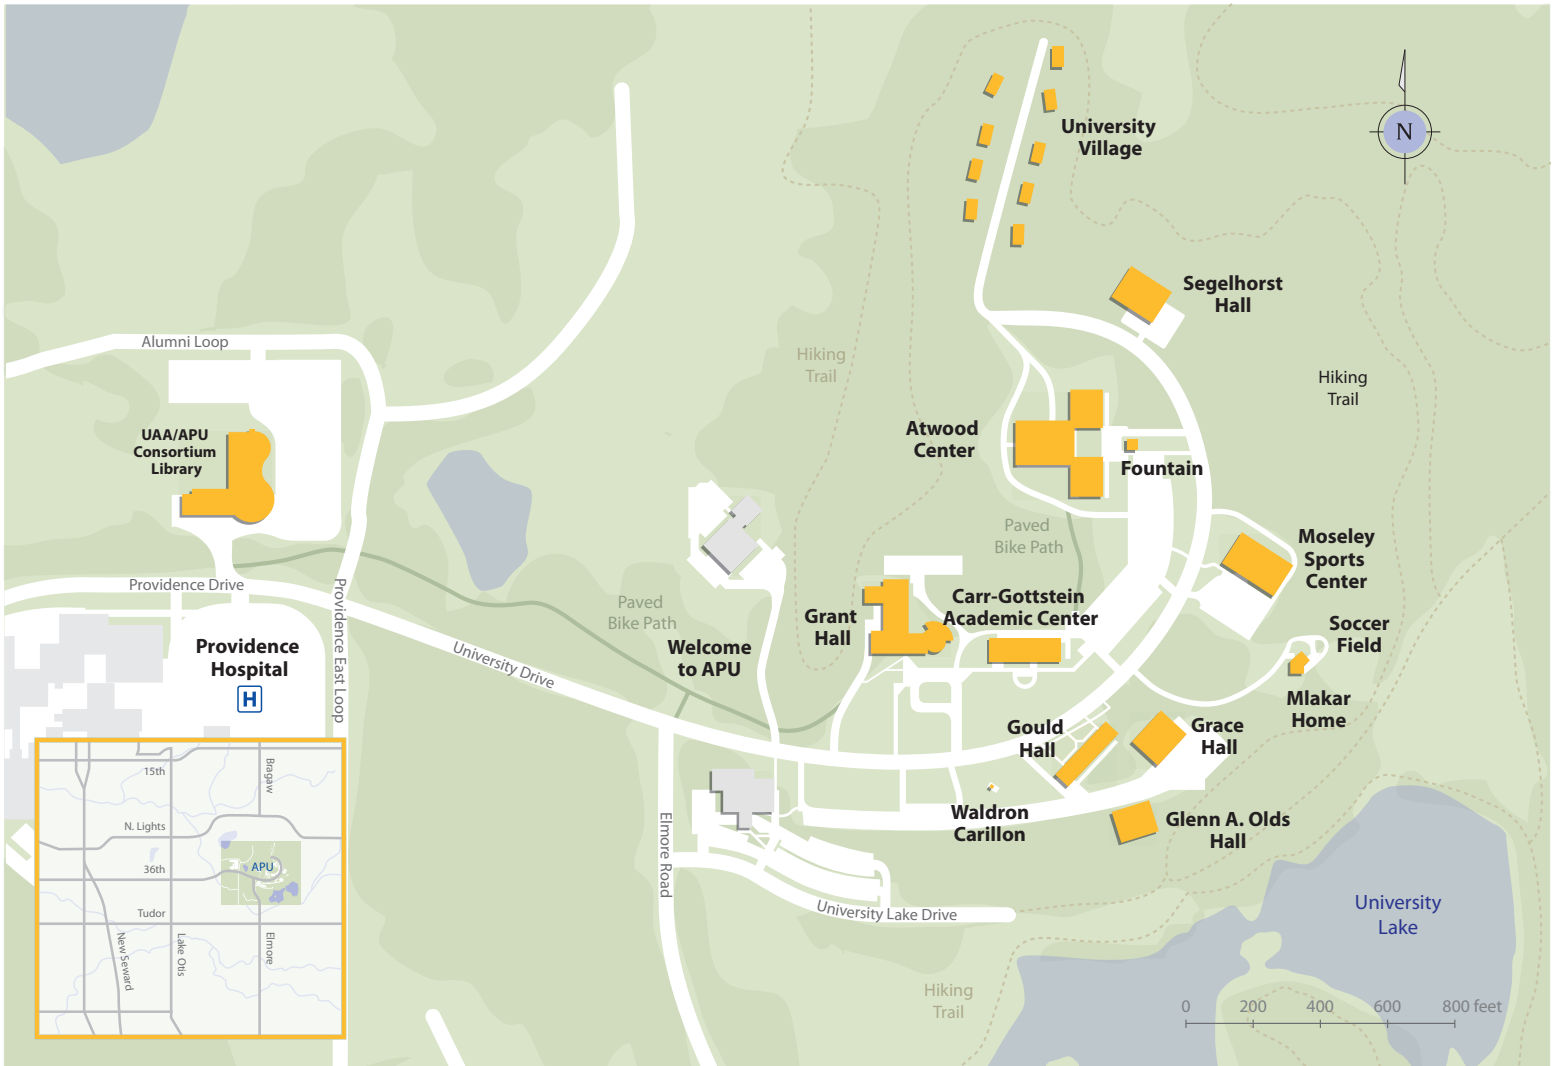 University
Village
N
Segelhorst
Hall
Alumni Loop
Hiking
Trail
Hiking
Trail
UAA/APU
Consortium
Library
Atwood
Center
Fountain
Paved
Bike Path
Moseley
Sports
Center
Providence Drive
Providence East Loop
Paved
Bike Path
Carr-Gottstein
Academic Center
Grant
Hall
Soccer
Field
Providence
Hospital
H
University Drive
Welcome
to APU
Mlakar
Home
Gould
Hall
Grace
Hall
Waldron
Carillon
Glenn A. Olds
Hall
Elmore Road
University Lake Drive
University
Lake
Hiking
Trail
0 200 400 600 800 feet
15th
Bragaw
N. Lights
36th
APU
Tudor
New Seward
Lake Otis
Elmore